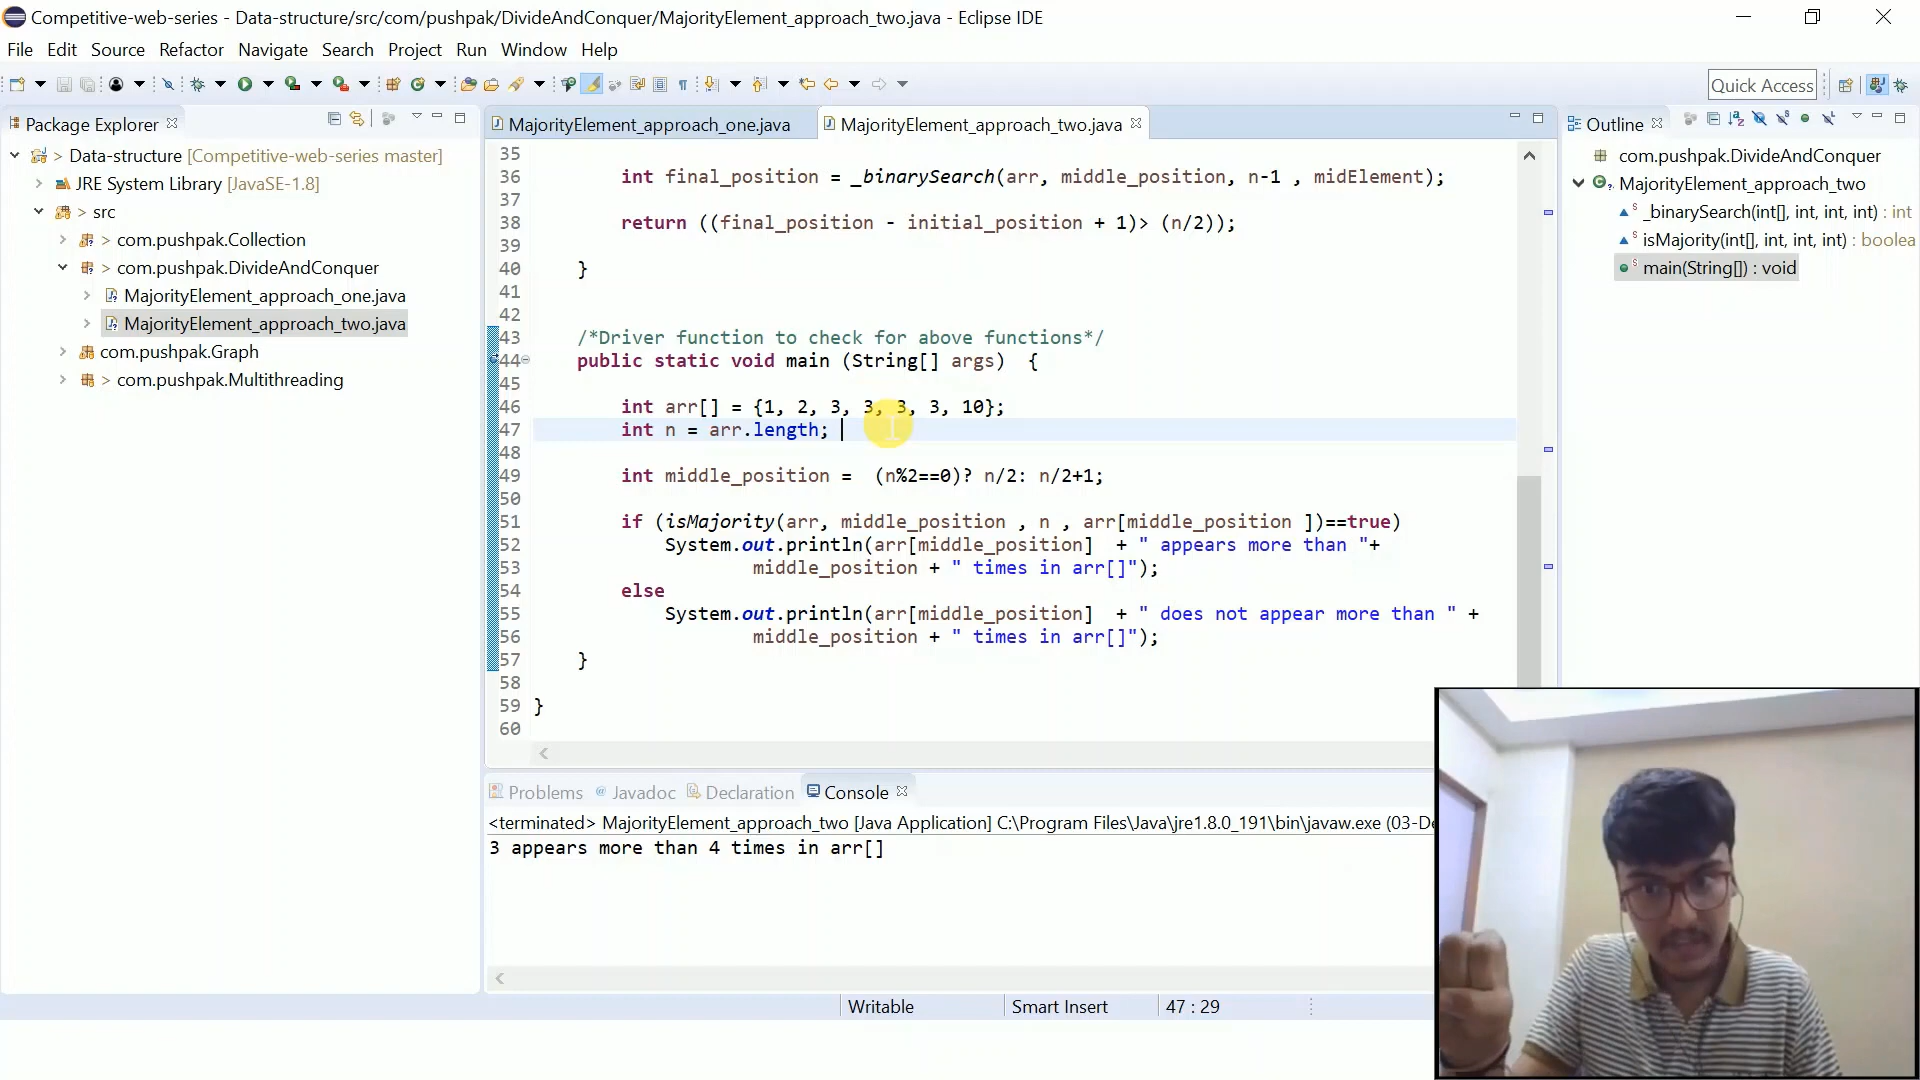 Competitive-web-series - Data-structure/src/com/pushpak/DivideAndConquer/MajorityElement_approach_two.java - Eclipse IDE
File Edit Source Refactor Navigate Search Project Run Window Help
Quick Access
Package Explorer
> Data-structure [Competitive-web-series master]
JRE System Library [JavaSE-1.8]
> src
> com.pushpak.Collection
> com.pushpak.DivideAndConquer
MajorityElement_approach_one.java
MajorityElement_approach_two.java
com.pushpak.Graph
> com.pushpak.Multithreading
MajorityElement_approach_one.java MajorityElement_approach_two.java
35
36 int final_position = _binarySearch(arr, middle_position, n-1 , midElement);
37
38 return ((final_position - initial_position + 1)> (n/2));
39
40 }
41
42
43 /*Driver function to check for above functions*/
44 public static void main (String[] args) {
45
46 int arr[] = {1, 2, 3, 3, 3, 3, 10};
47 int n = arr.length;
48
49 int middle_position = (n%2==0)? n/2: n/2+1;
50
51 if (isMajority(arr, middle_position , n , arr[middle_position ])==true)
52 System.out.println(arr[middle_position] + " appears more than "+
53 middle_position + " times in arr[]");
54 else
55 System.out.println(arr[middle_position] + " does not appear more than " +
56 middle_position + " times in arr[]");
57 }
58
59 }
60
Outline
com.pushpak.DivideAndConquer
MajorityElement_approach_two
_binarySearch(int[], int, int, int) : int
isMajority(int[], int, int, int) : boolea
main(String[]) : void
Problems @ Javadoc Declaration Console
<terminated> MajorityElement_approach_two [Java Application] C:\Program Files\Java\jre1.8.0_191\bin\javaw.exe (03-De
3 appears more than 4 times in arr[]
Writable Smart Insert 47 : 29